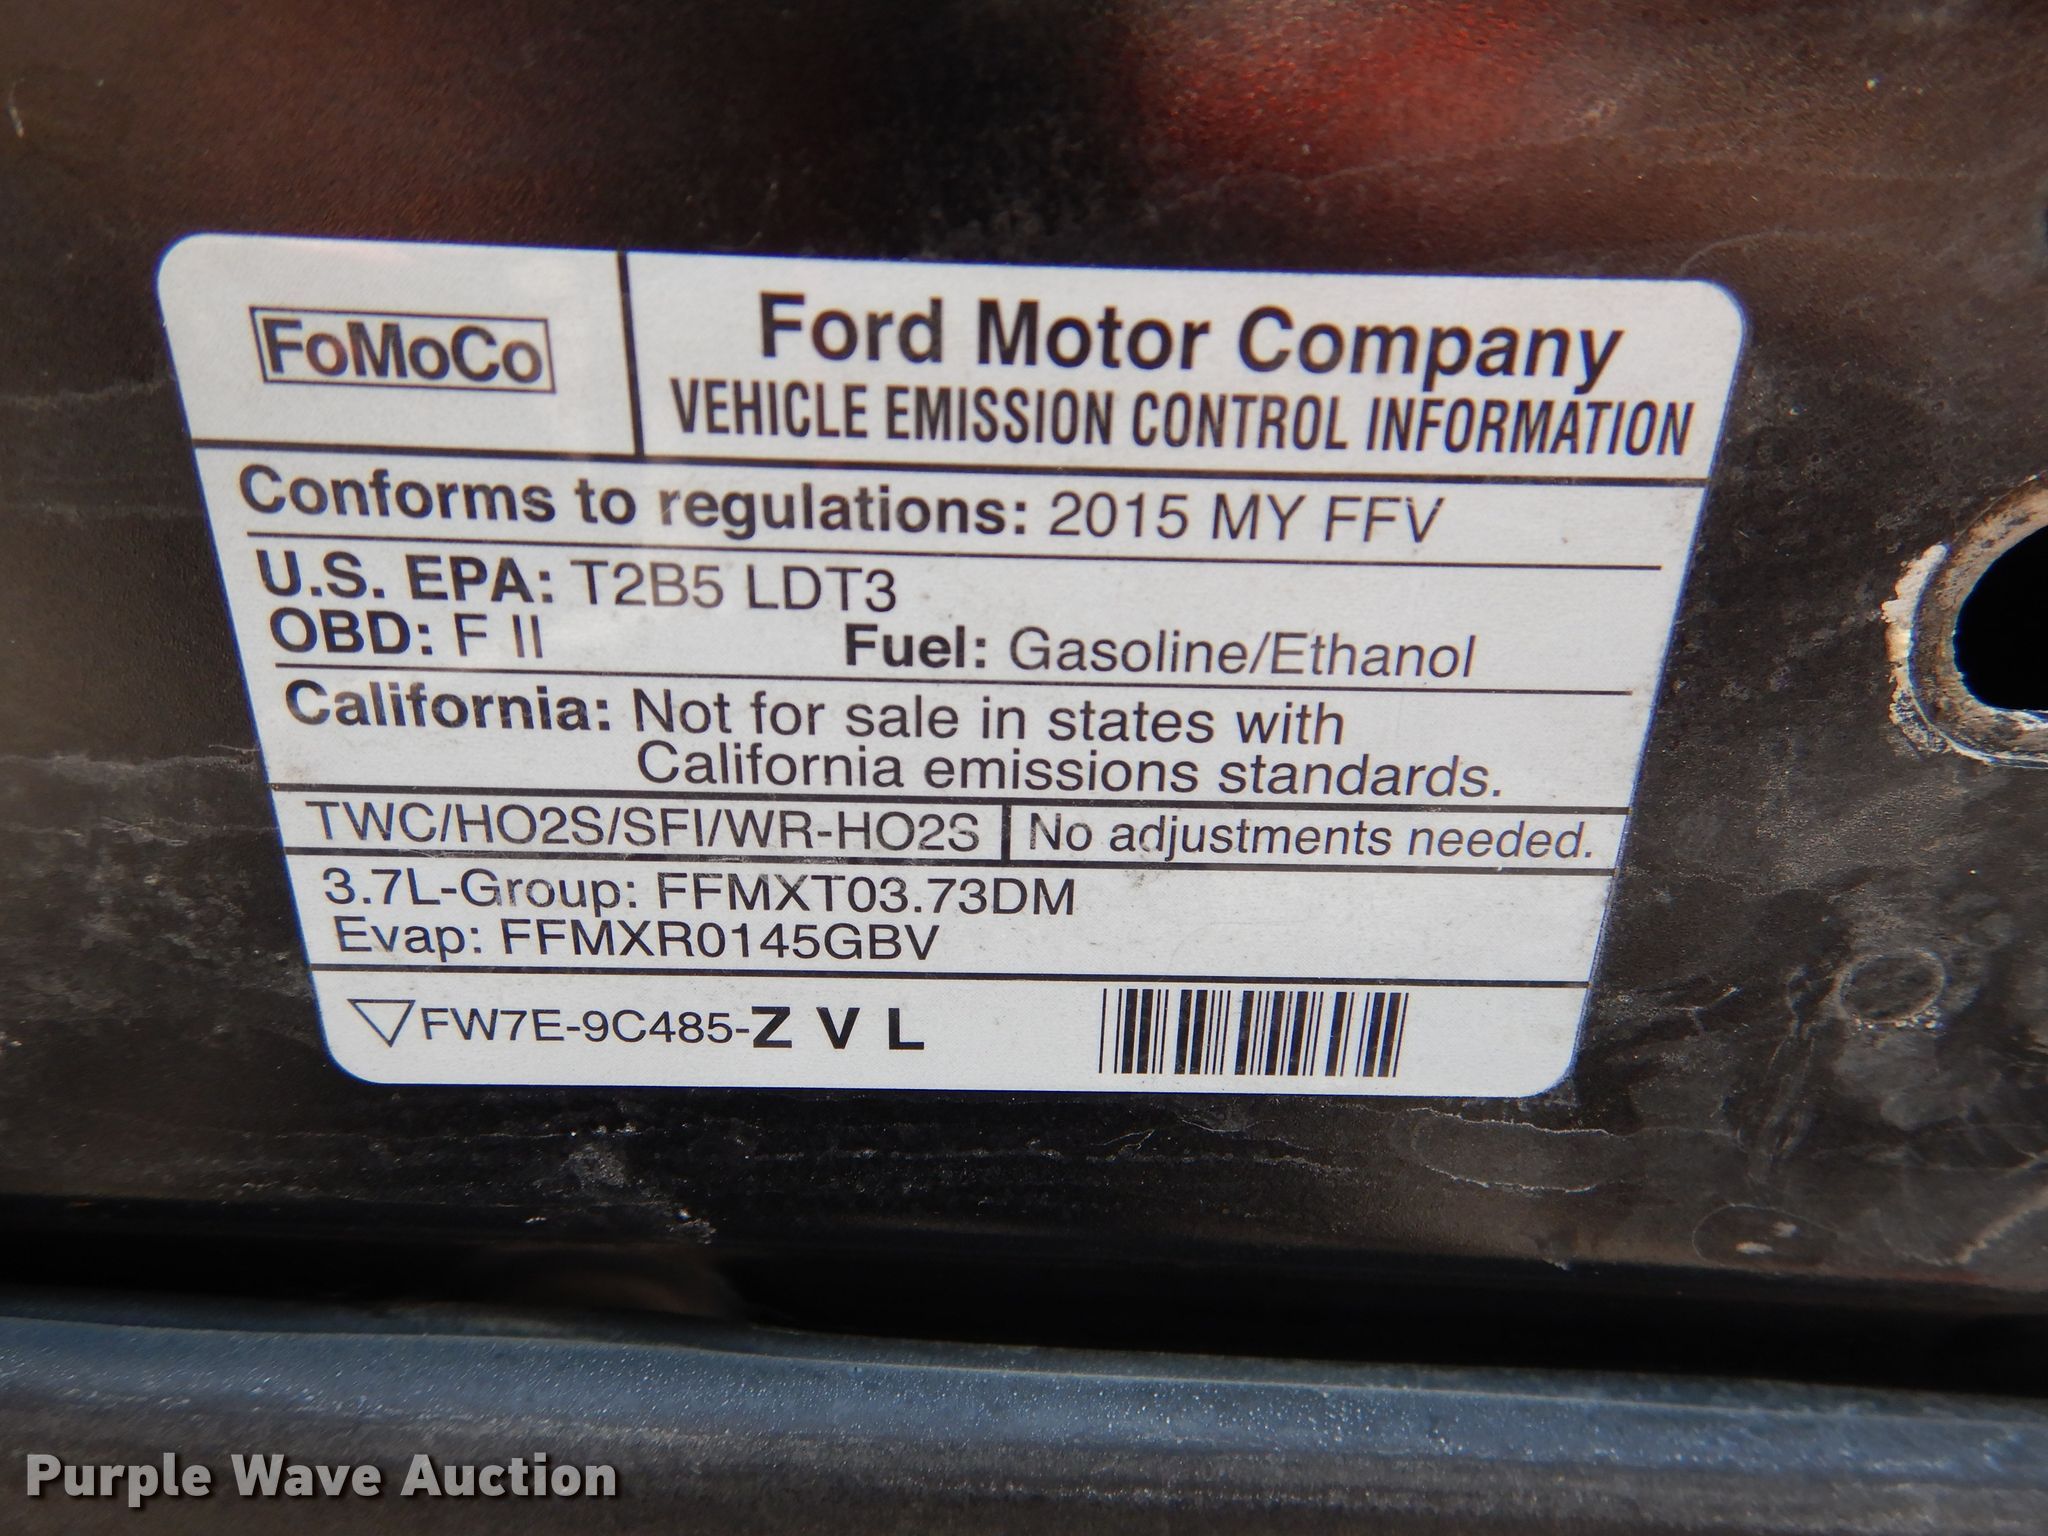 FoMoCo
Ford Motor Company
VEHICLE EMISSION CONTROL INFORMATION
Conforms to regulations: 2015 MY FFV
U.S. EPA: T2B5 LDT3
OBD: F II Fuel: Gasoline/Ethanol
California: Not for sale in states with
California emissions standards.
TWC/HO2S/SFI/WR-HO2S No adjustments needed.
3.7L-Group: FFMXT03.73DM
Evap: FFMXR0145GBV
FW7E-9C485-Z V L
Purple Wave Auction